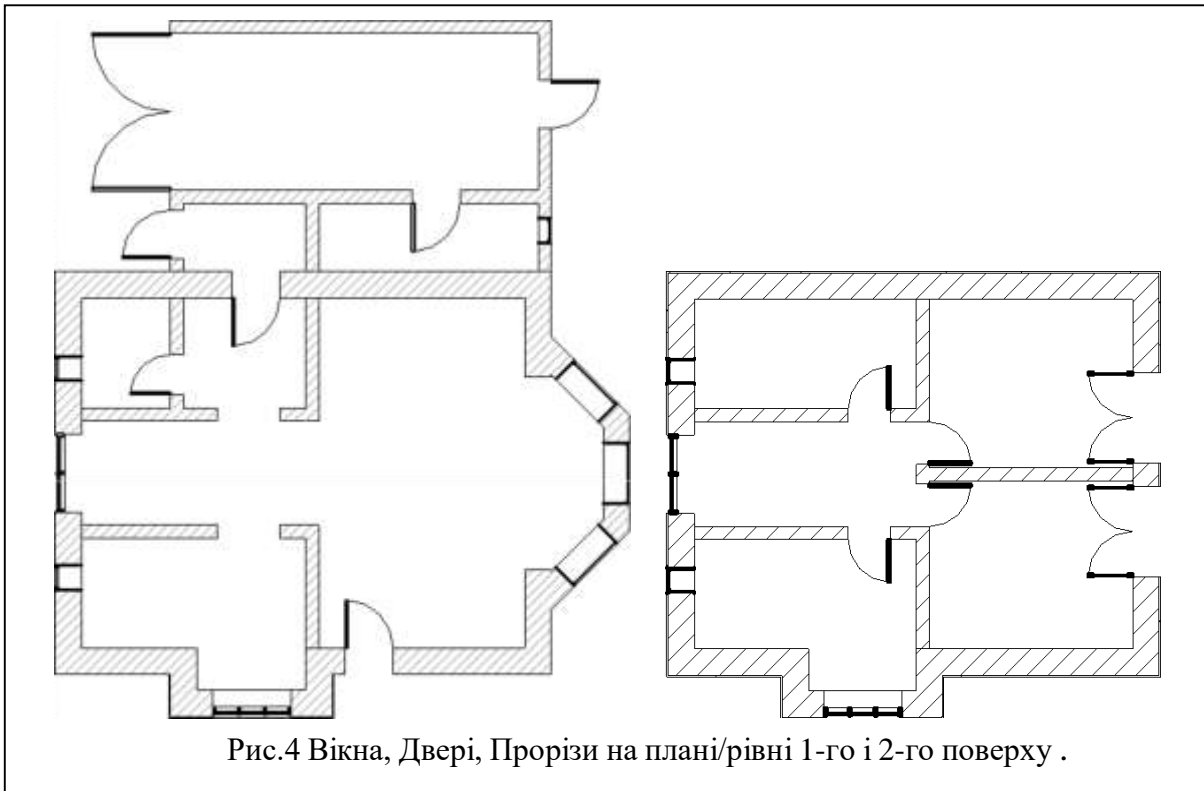 Рис.4 Вікна, Двері, Прорізи на плані/рівні 1-го і 2-го поверху .